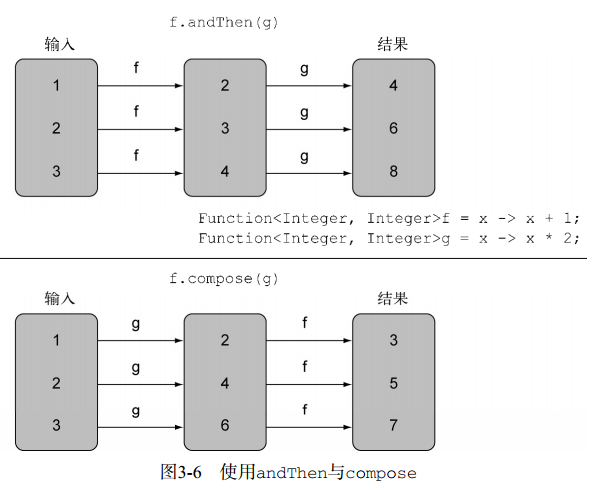 f.andThen(g)
输入 结果
f g
1 2 4
f g
2 3 6
f g
3 4 8
Function<Integer, Integer>f = x -> x + 1;
Function<Integer, Integer>g = x -> x * 2;
f.compose(g)
输入 结果
g f
1 2 3
g f
2 4 5
g f
3 6 7
图3-6 使用andThen与compose